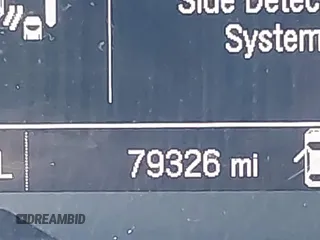 Side Detec
System
L 79326 mi
DREAMBID